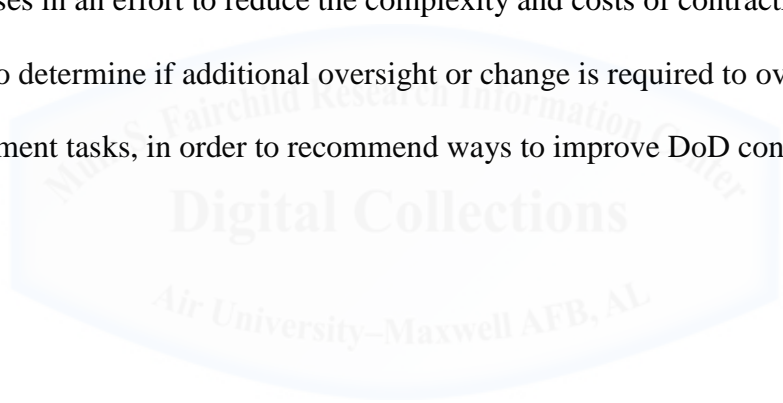 ses in an effort to reduce the complexity and costs of contract
o determine if additional oversight or change is required to ov
ment tasks, in order to recommend ways to improve DoD con
Muir S. Fairchild Research Information Center
Digital Collections
Air University–Maxwell AFB, AL